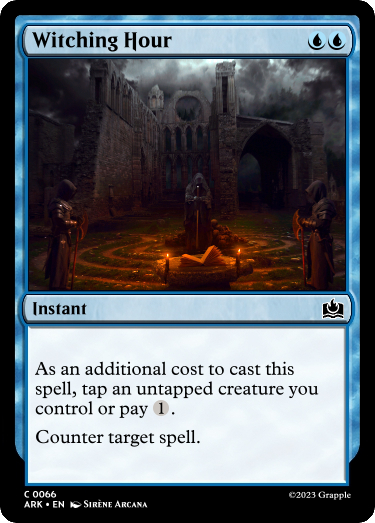 Witching Hour
Instant
As an additional cost to cast this
spell, tap an untapped creature you
control or pay 1.
Counter target spell.
C 0066
ARK • EN Sirène Arcana
©2023 Grapple